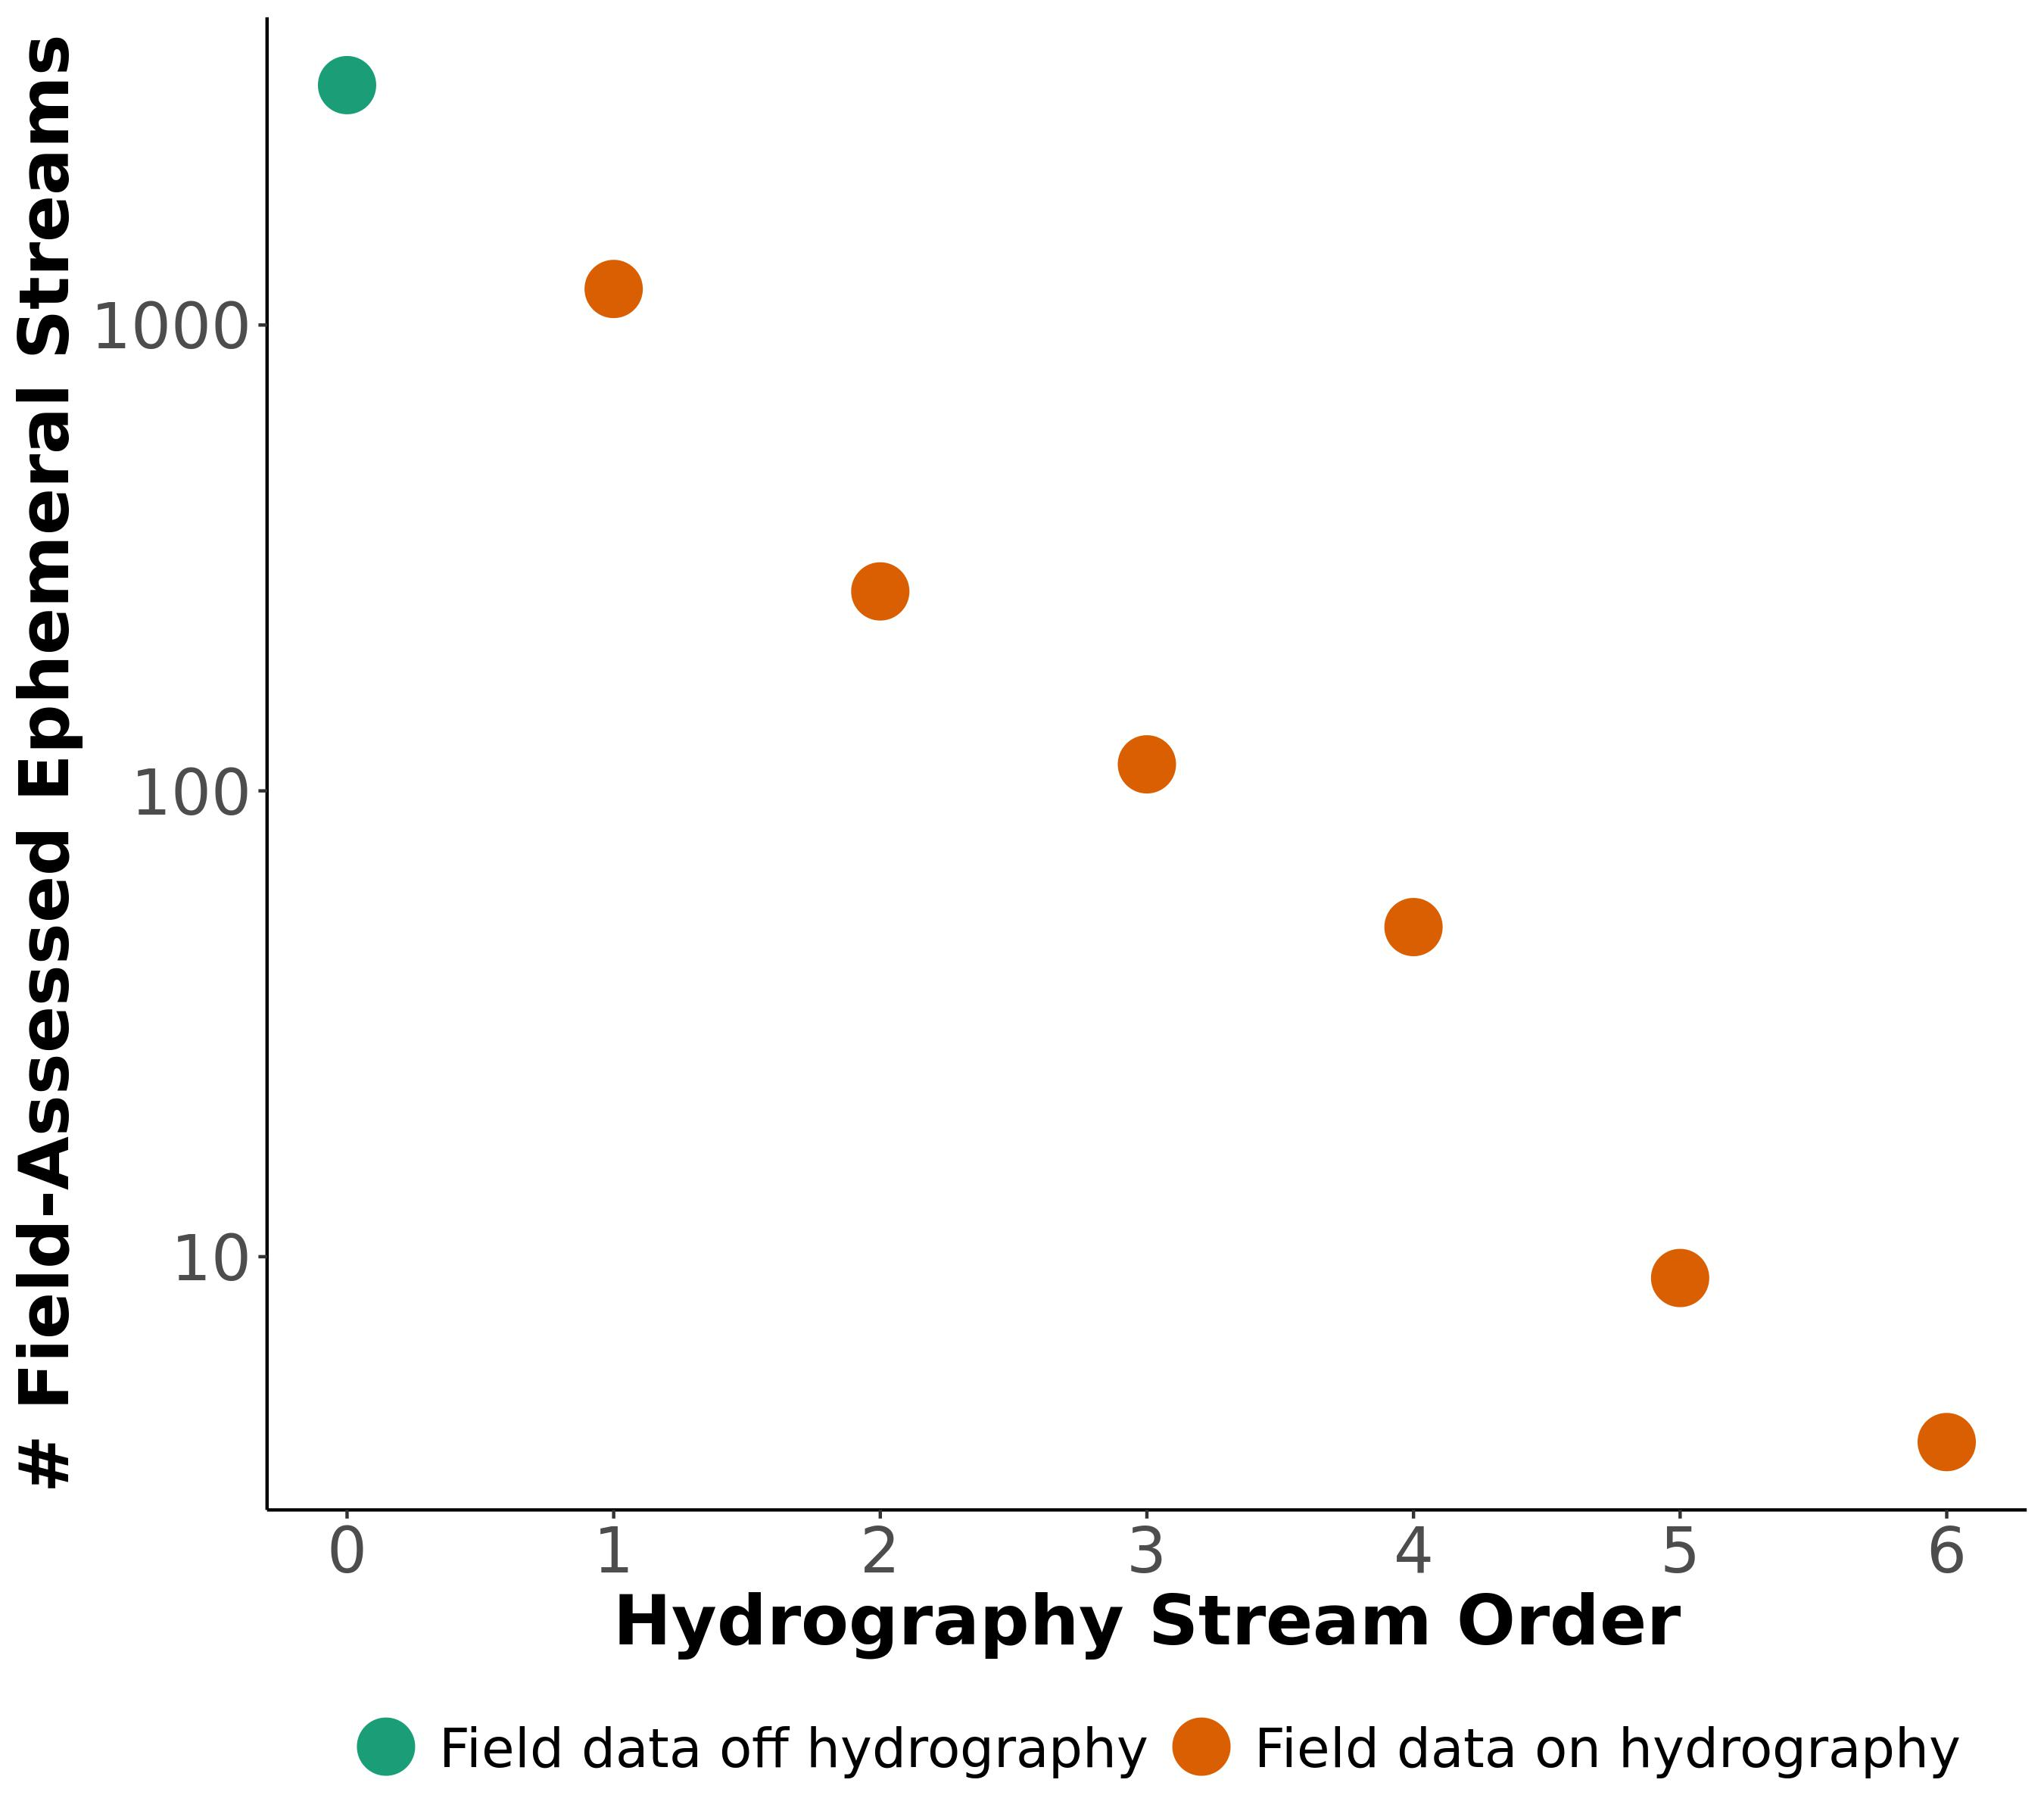 # Field-Assessed Ephemeral Streams
1000
100
10
0 1 2 3 4 5 6
Hydrography Stream Order
Field data off hydrography Field data on hydrography